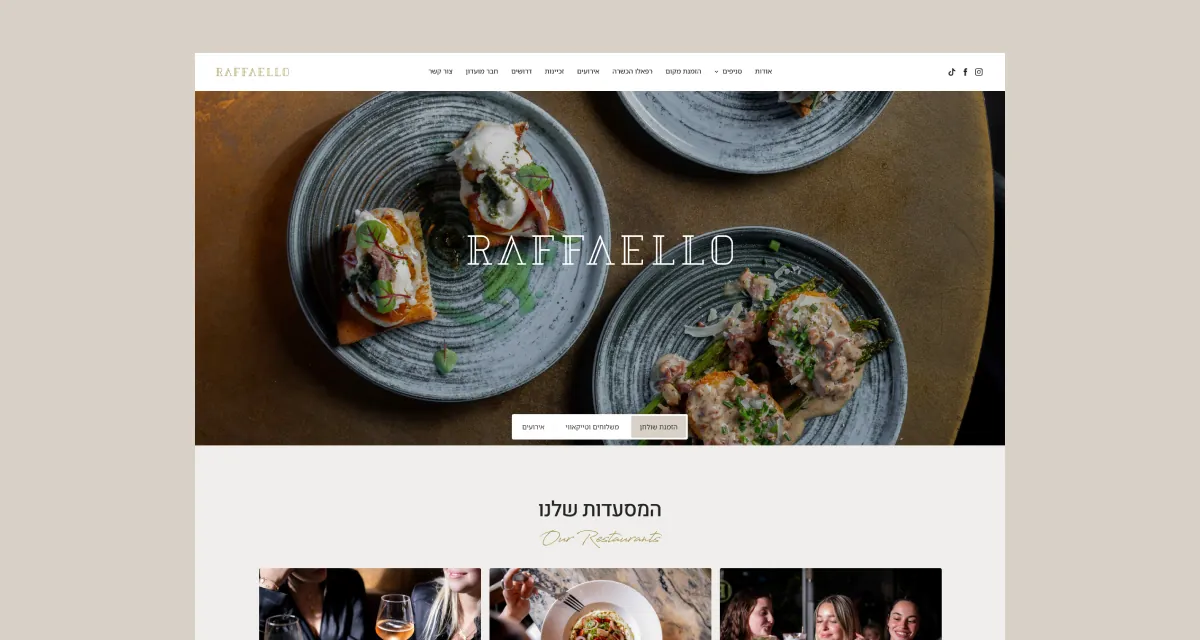 RAFFAELLO
אודות
סניפים
הזמנת מקום
רפאלו הכשרה
אירועים
זכיינות
דרושים
חבר מועדון
צור קשר
RAFFAELLO
הזמנת שולחן
משלוחים וטייקאווי
אירועים
המסעדות שלנו
Our Restaurants